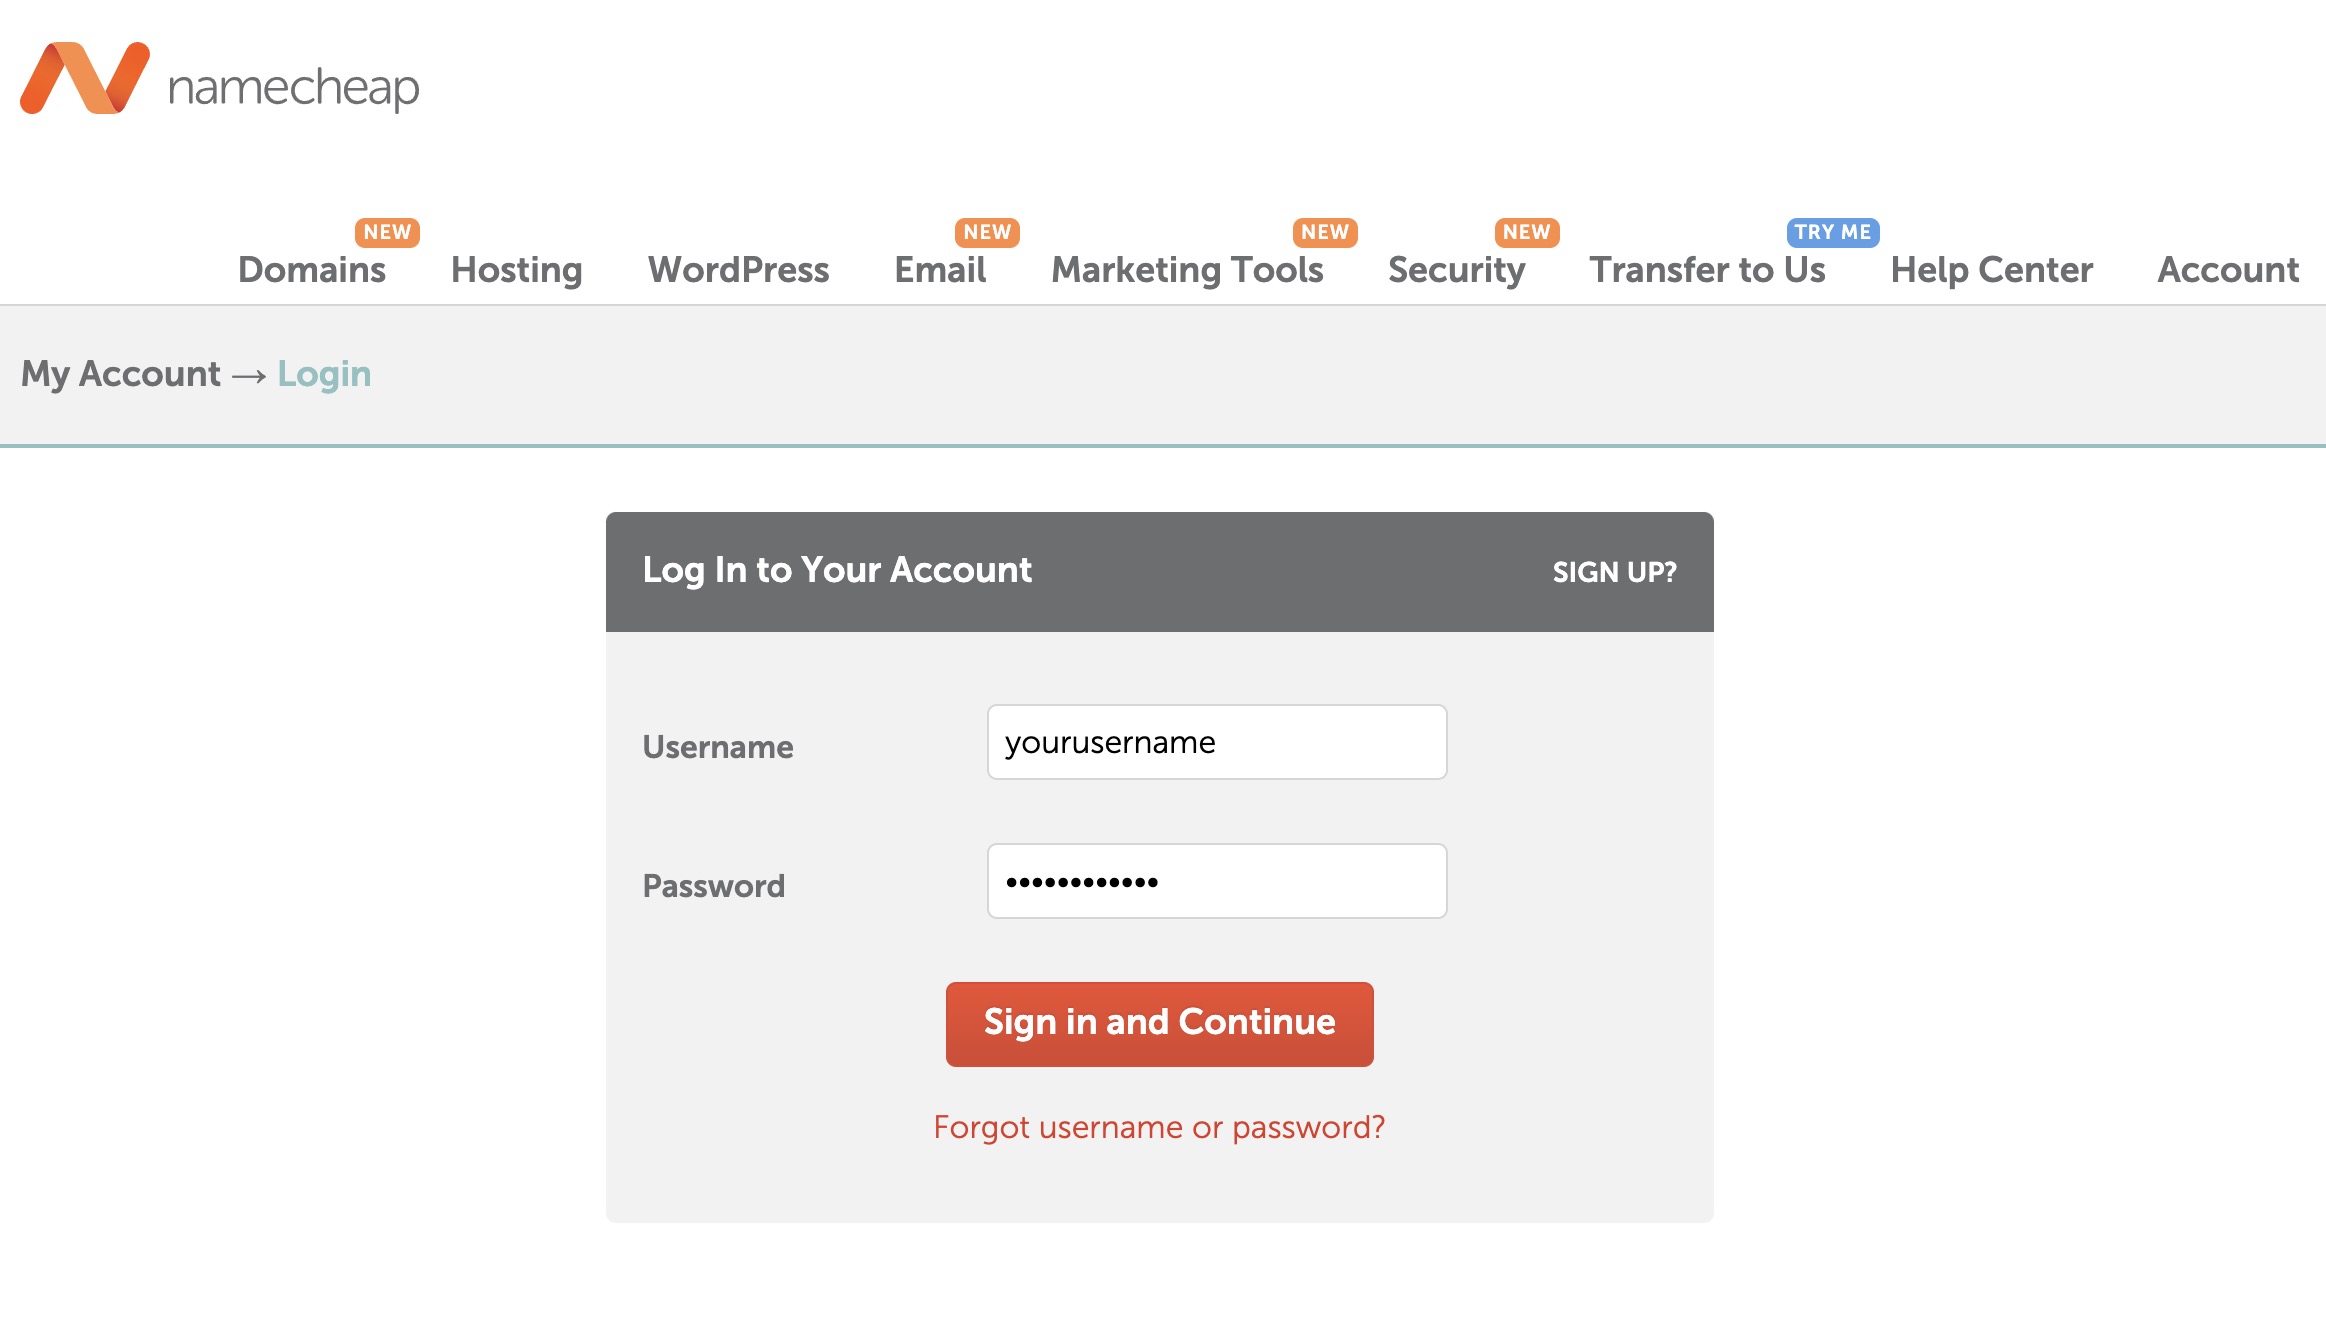 namecheap
NEW NEW NEW NEW TRY ME
Domains Hosting WordPress Email Marketing Tools Security Transfer to Us Help Center Account
My Account → Login
Log In to Your Account SIGN UP?
Username yourusername
Password ••••••••••••
Sign in and Continue
Forgot username or password?